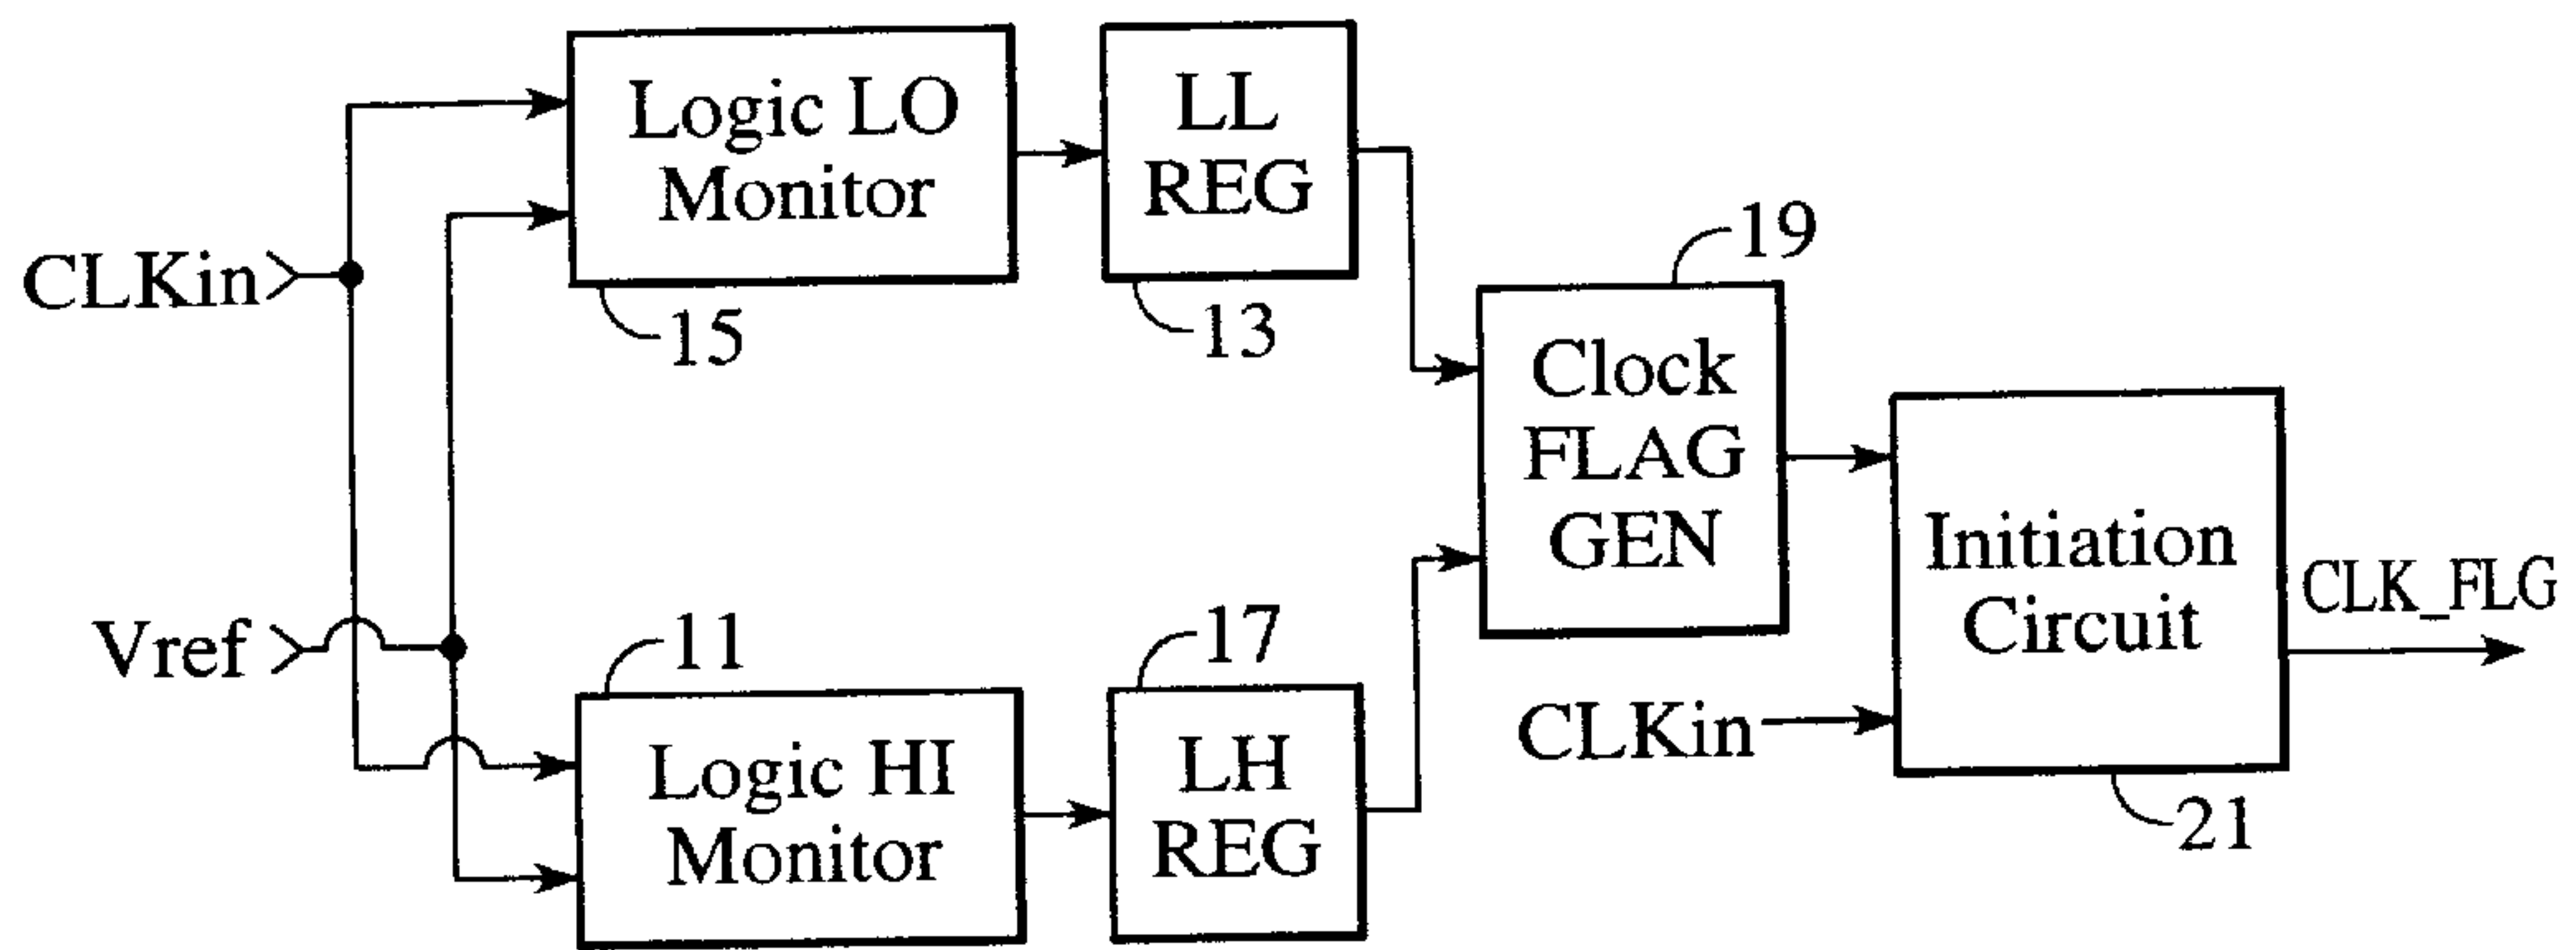 Logic LO
Monitor
15
LL
REG
13
CLKin
Vref
11
Logic HI
Monitor
17
LH
REG
19
Clock
FLAG
GEN
Initiation
Circuit
21
CLKin
CLK_FLG